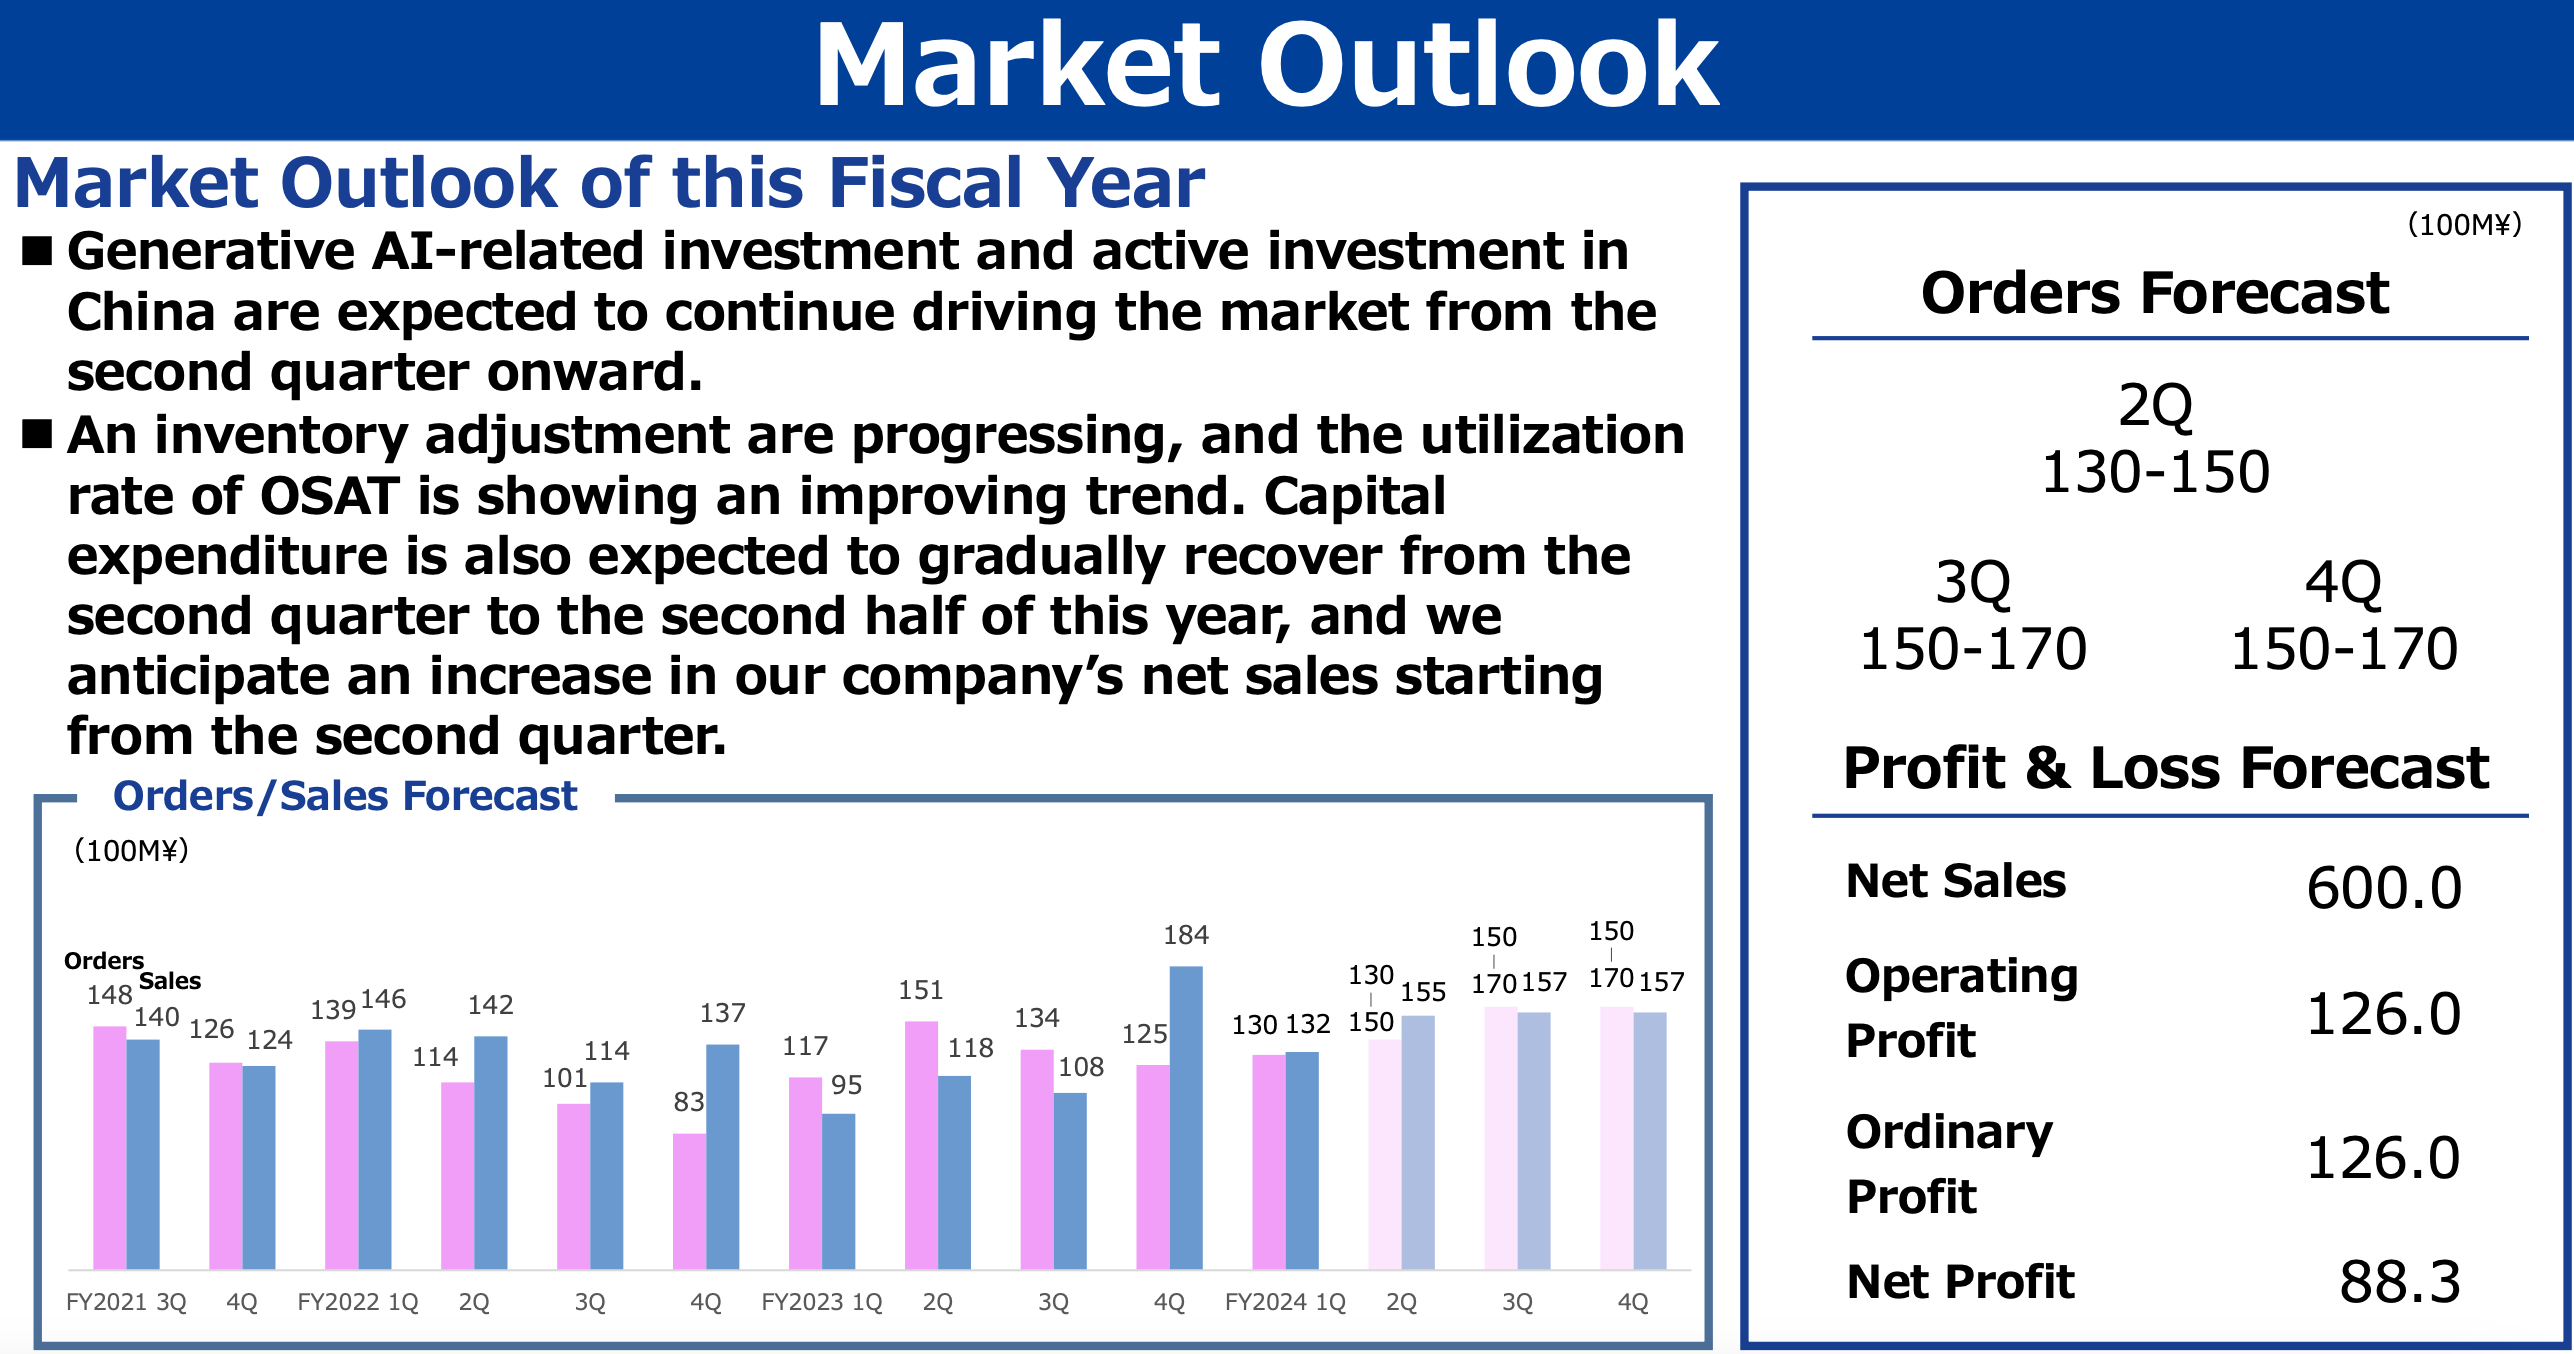 Market Outlook
Market Outlook of this Fiscal Year
■ Generative AI-related investment and active investment in
China are expected to continue driving the market from the
second quarter onward.
■ An inventory adjustment are progressing, and the utilization
rate of OSAT is showing an improving trend. Capital
expenditure is also expected to gradually recover from the
second quarter to the second half of this year, and we
anticipate an increase in our company’s net sales starting
from the second quarter.
Orders/Sales Forecast
(100M¥)
Orders
Sales
148 140
126 124
139 146
114 142
101 114
83 137
117 95
151 118
134 108
125 184
130 132
130
|
150
155
150
|
170
157
150
|
170
157
FY2021 3Q 4Q FY2022 1Q 2Q 3Q 4Q FY2023 1Q 2Q 3Q 4Q FY2024 1Q 2Q 3Q 4Q
(100M¥)
Orders Forecast
2Q
130-150
3Q 4Q
150-170 150-170
Profit & Loss Forecast
Net Sales 600.0
Operating
Profit
126.0
Ordinary
Profit
126.0
Net Profit 88.3